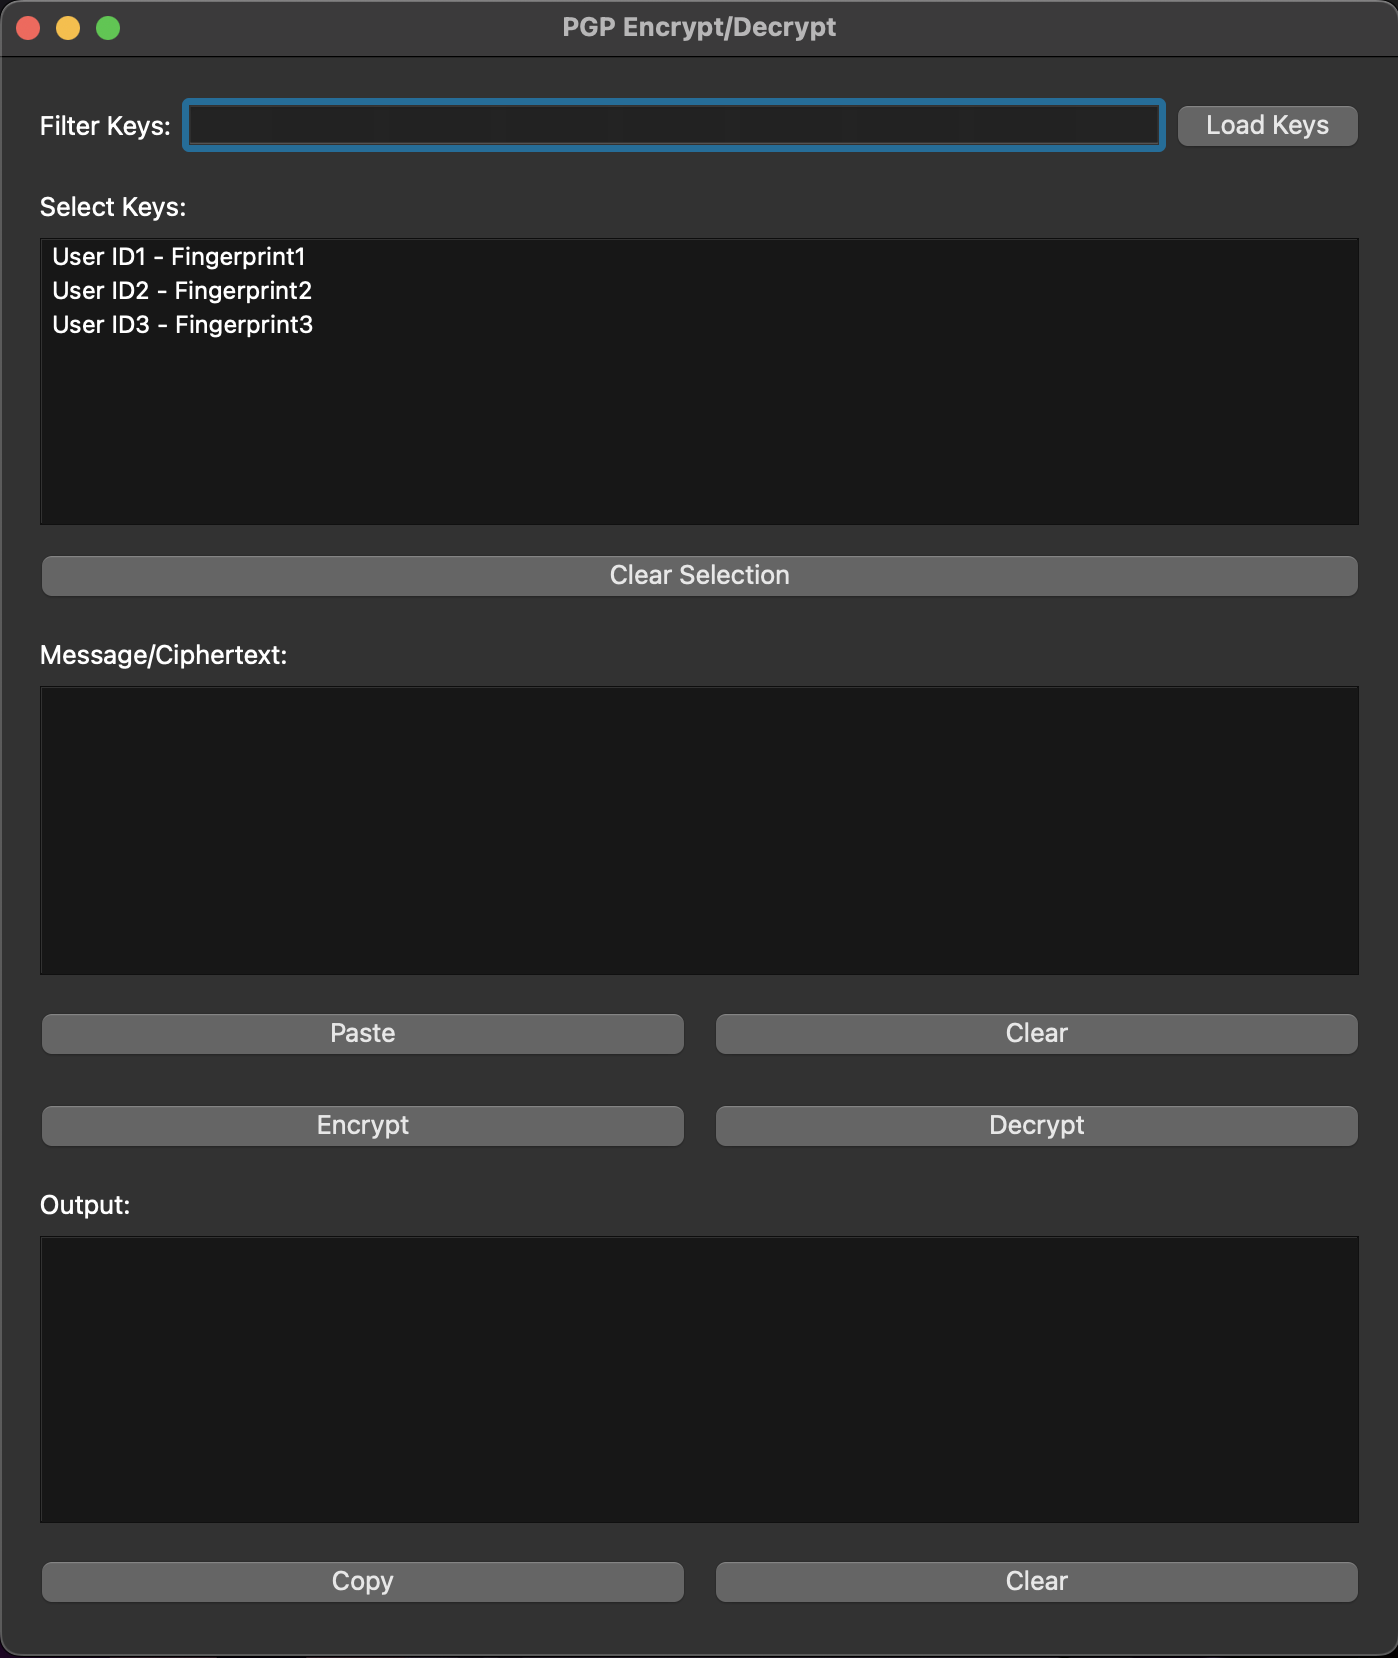 PGP Encrypt/Decrypt
Filter Keys:
Load Keys
Select Keys:
User ID1 - Fingerprint1
User ID2 - Fingerprint2
User ID3 - Fingerprint3
Clear Selection
Message/Ciphertext:
Paste
Clear
Encrypt
Decrypt
Output:
Copy
Clear